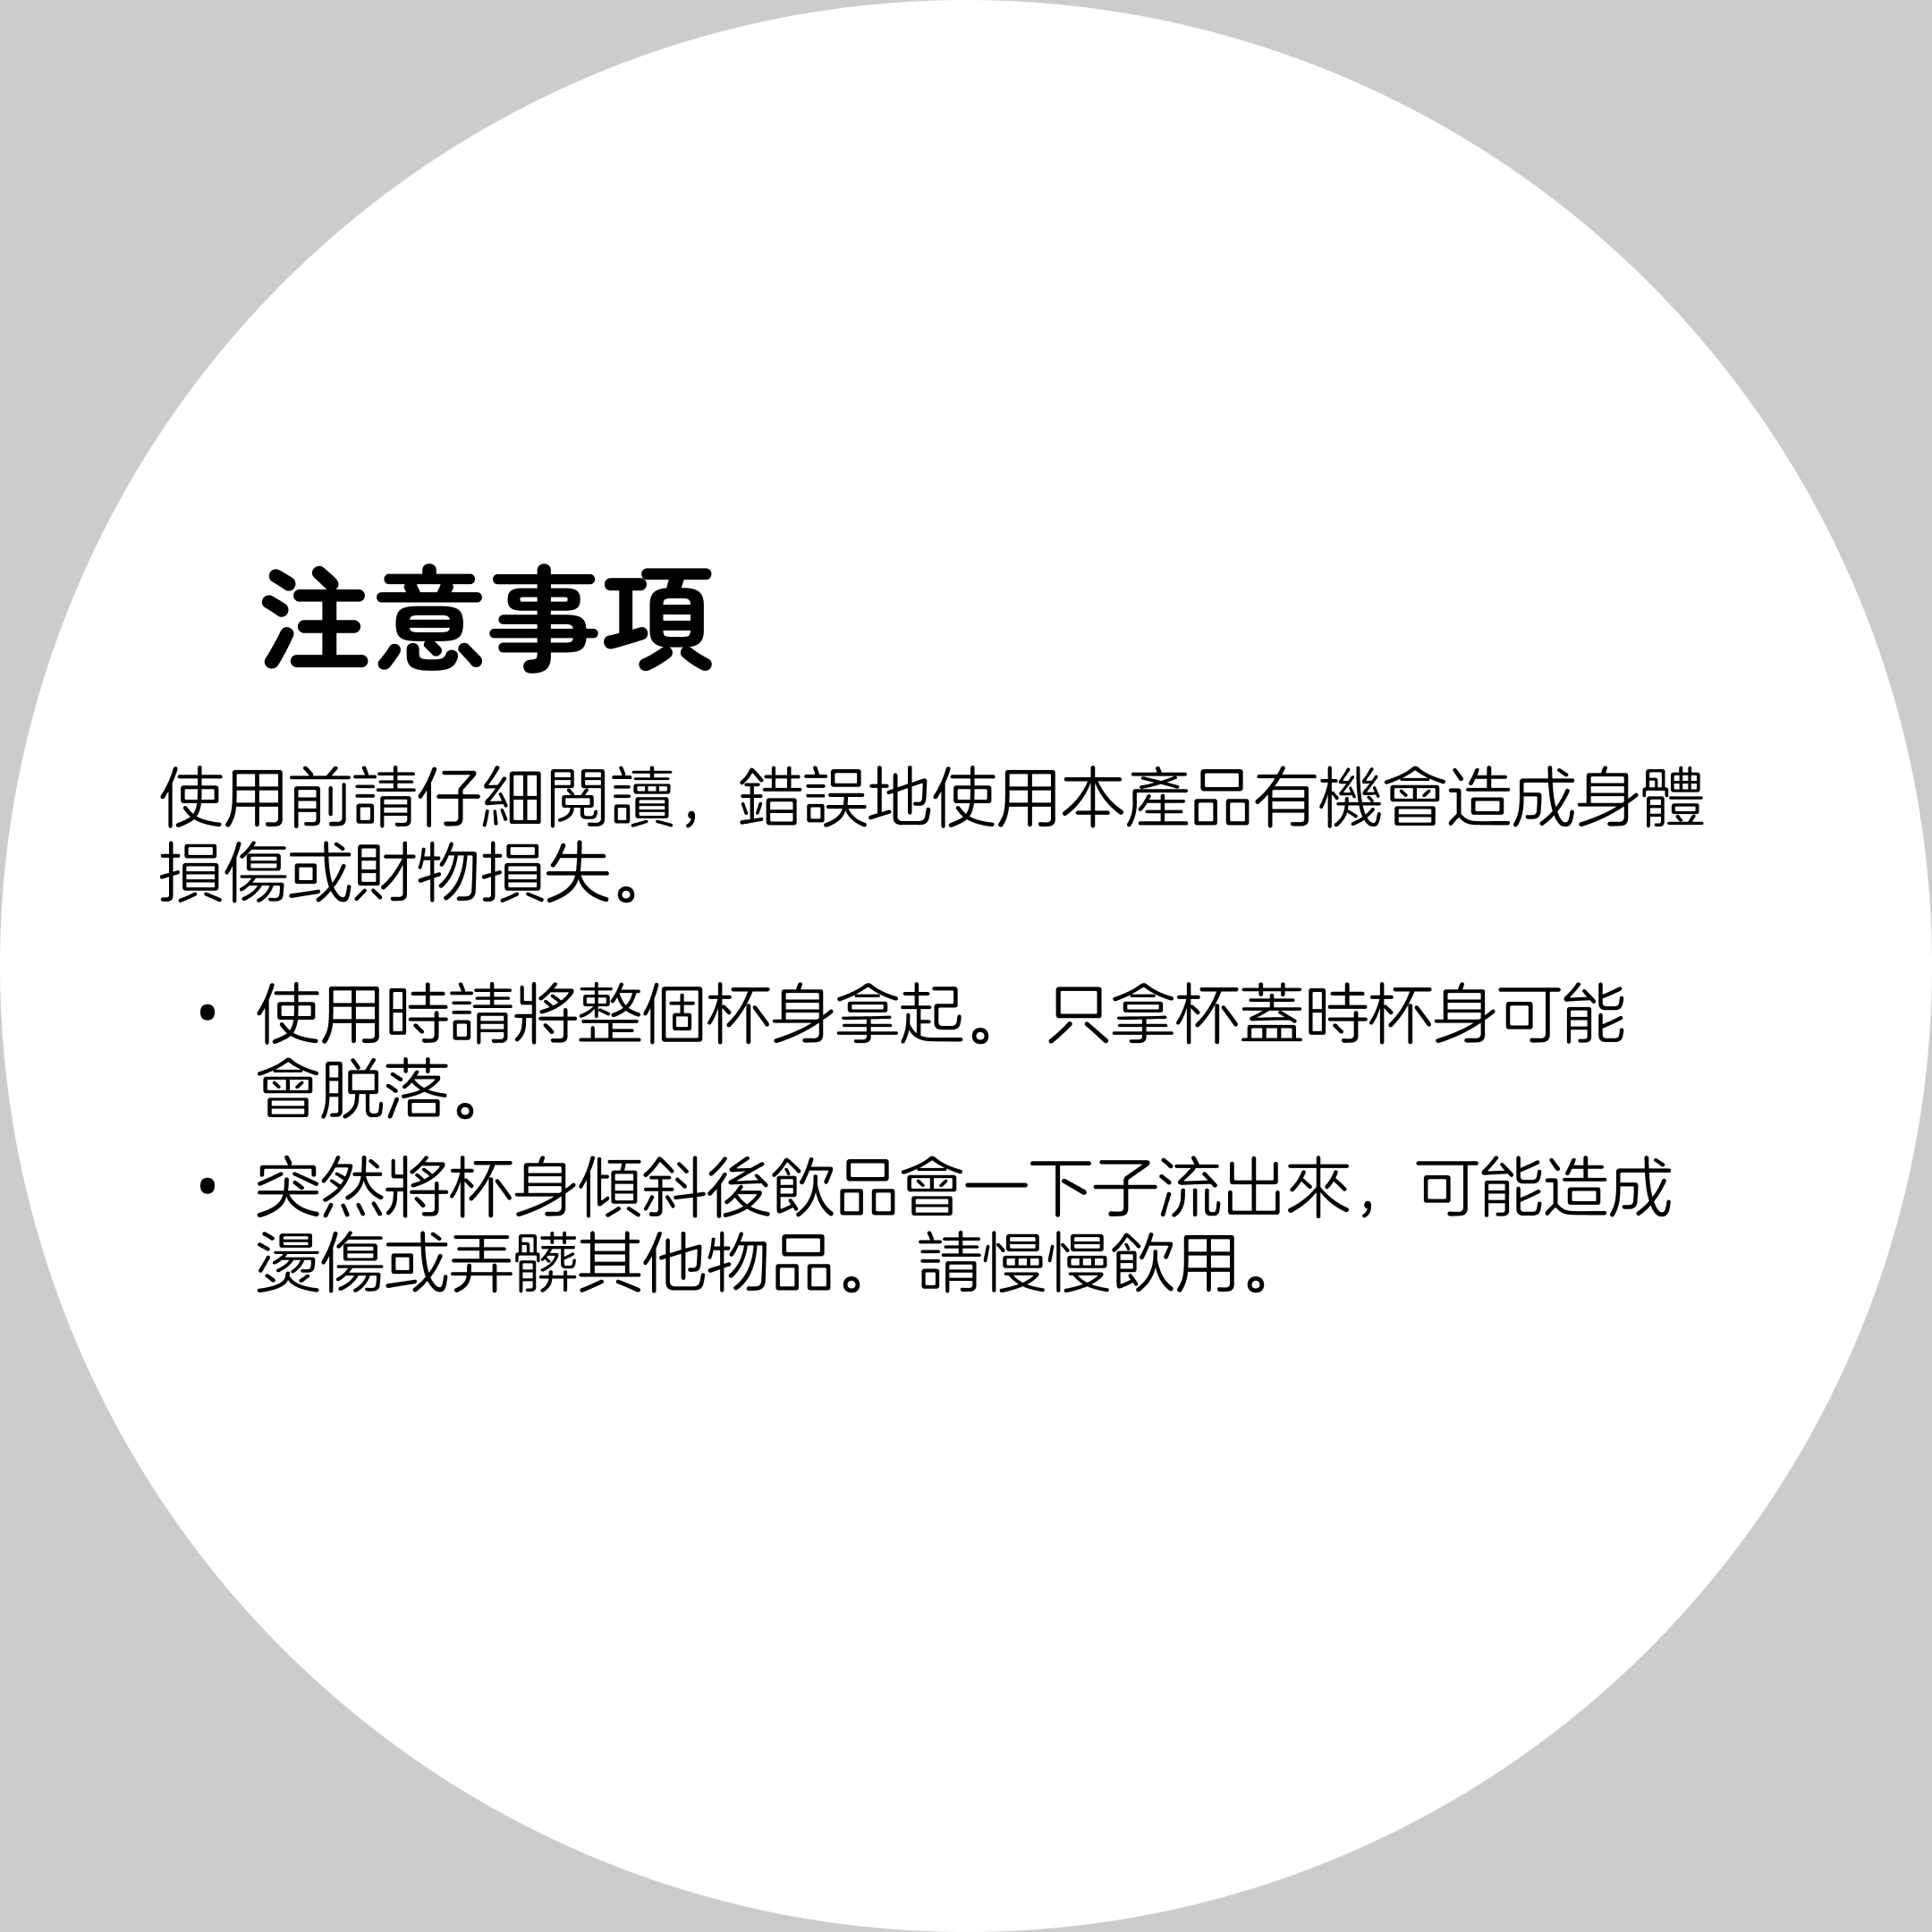 注意事項
使用前請仔細閱讀，錯誤地使用本產品有機會造成身體
損傷或財物損失。
· 使用時請將整個杯身拿起。 只拿杯蓋時杯身可能
會脫落。
· 突然將杯身傾斜後飲品會一下子流出來，可能造成
燙傷或弄髒其他物品。 請慢慢飲用。